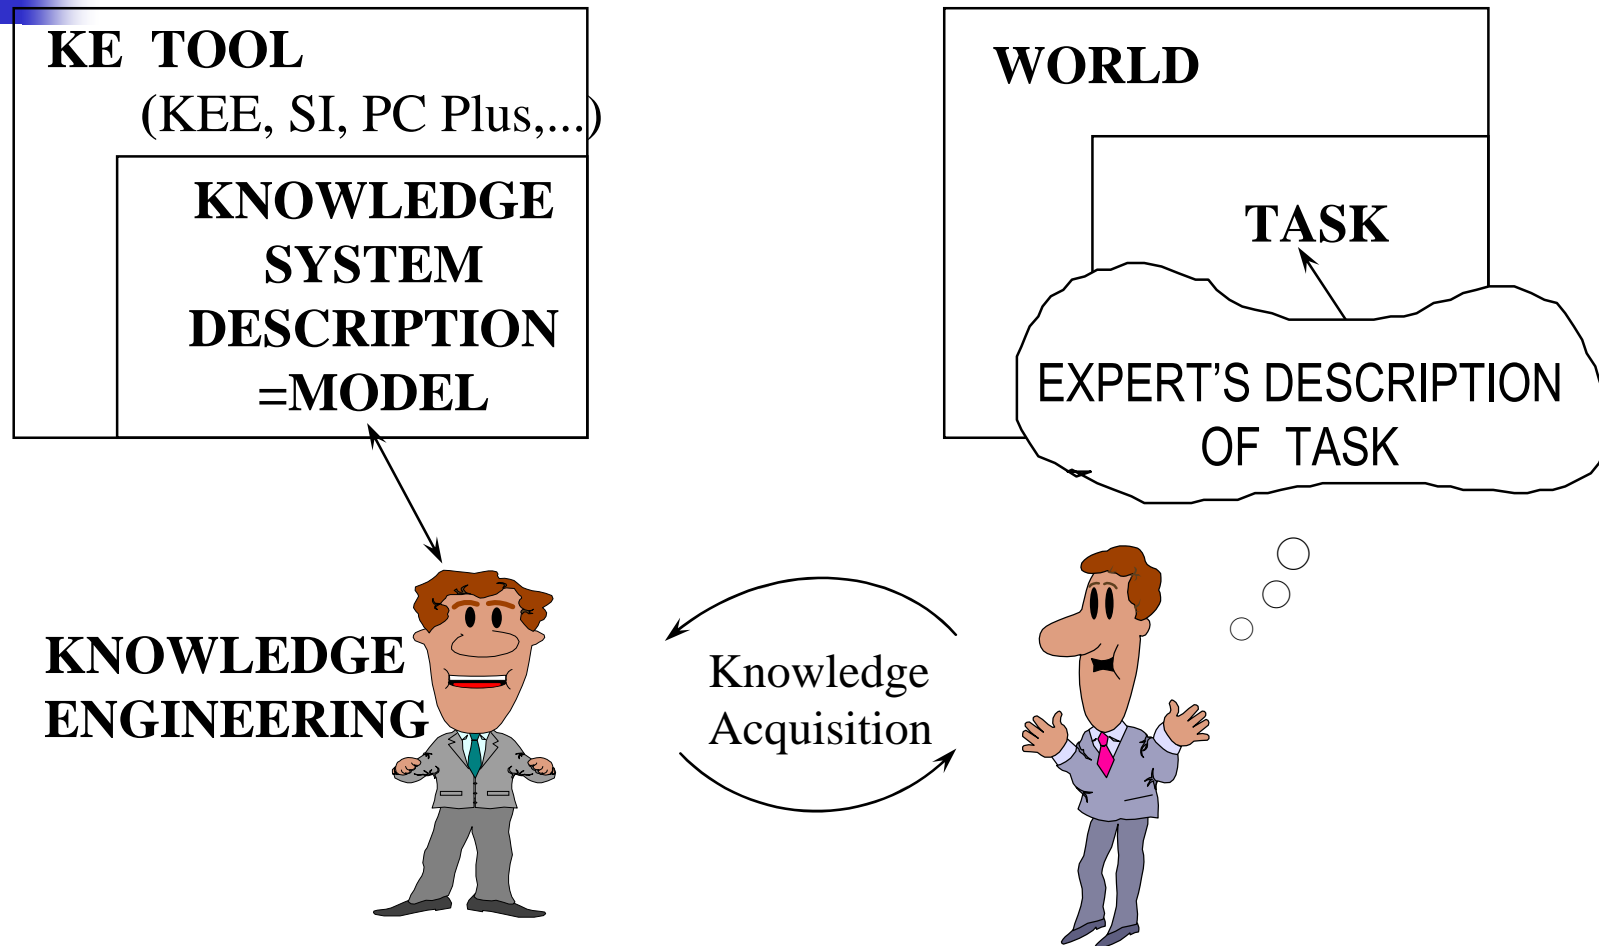 KE TOOL
(KEE, SI, PC Plus,...)
KNOWLEDGE
SYSTEM
DESCRIPTION
=MODEL
WORLD
TASK
EXPERT’S DESCRIPTION
OF TASK
KNOWLEDGE
ENGINEERING
Knowledge
Acquisition